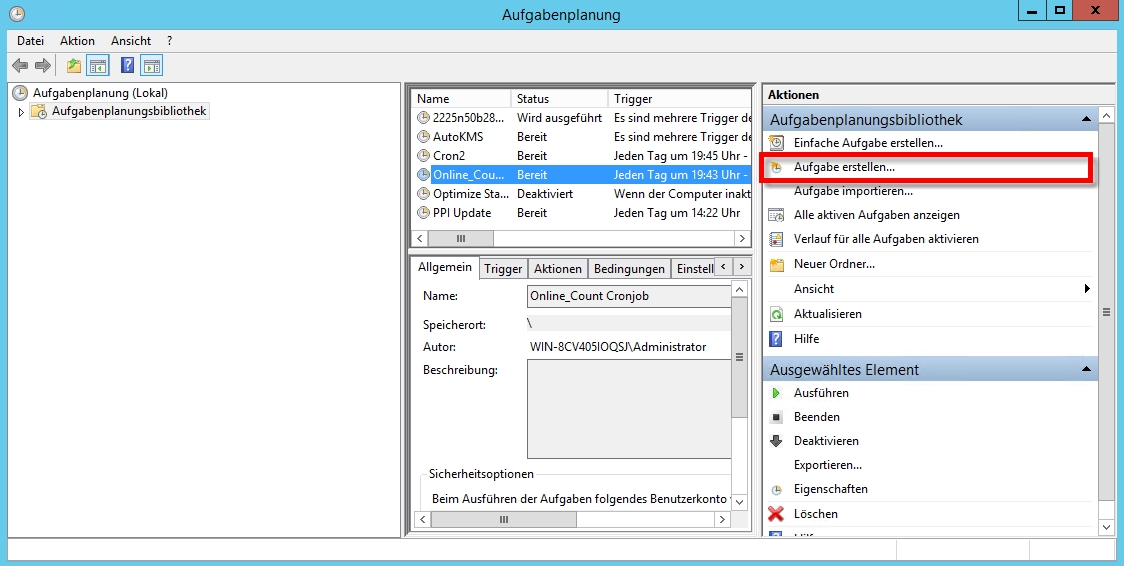 Aufgabenplanung
Datei Aktion Ansicht ?
Aufgabenplanung (Lokal)
Aufgabenplanungsbibliothek
Name Status Trigger
2225n50b28... Wird ausgeführt Es sind mehrere Trigger de
AutoKMS Bereit Es sind mehrere Trigger de
Cron2 Bereit Jeden Tag um 19:45 Uhr -
Online_Cou... Bereit Jeden Tag um 19:43 Uhr -
Optimize Sta... Deaktiviert Wenn der Computer inakt
PPI Update Bereit Jeden Tag um 14:22 Uhr
Allgemein Trigger Aktionen Bedingungen Einstell
Name: Online_Count Cronjob
Speicherort: \
Autor: WIN-8CV405IOQSJ\Administrator
Beschreibung:
Sicherheitsoptionen
Beim Ausführen der Aufgaben folgendes Benutzerkonto
Aktionen
Aufgabenplanungsbibliothek
Einfache Aufgabe erstellen...
Aufgabe erstellen...
Aufgabe importieren...
Alle aktiven Aufgaben anzeigen
Verlauf für alle Aufgaben aktivieren
Neuer Ordner...
Ansicht
Aktualisieren
Hilfe
Ausgewähltes Element
Ausführen
Beenden
Deaktivieren
Exportieren...
Eigenschaften
Löschen